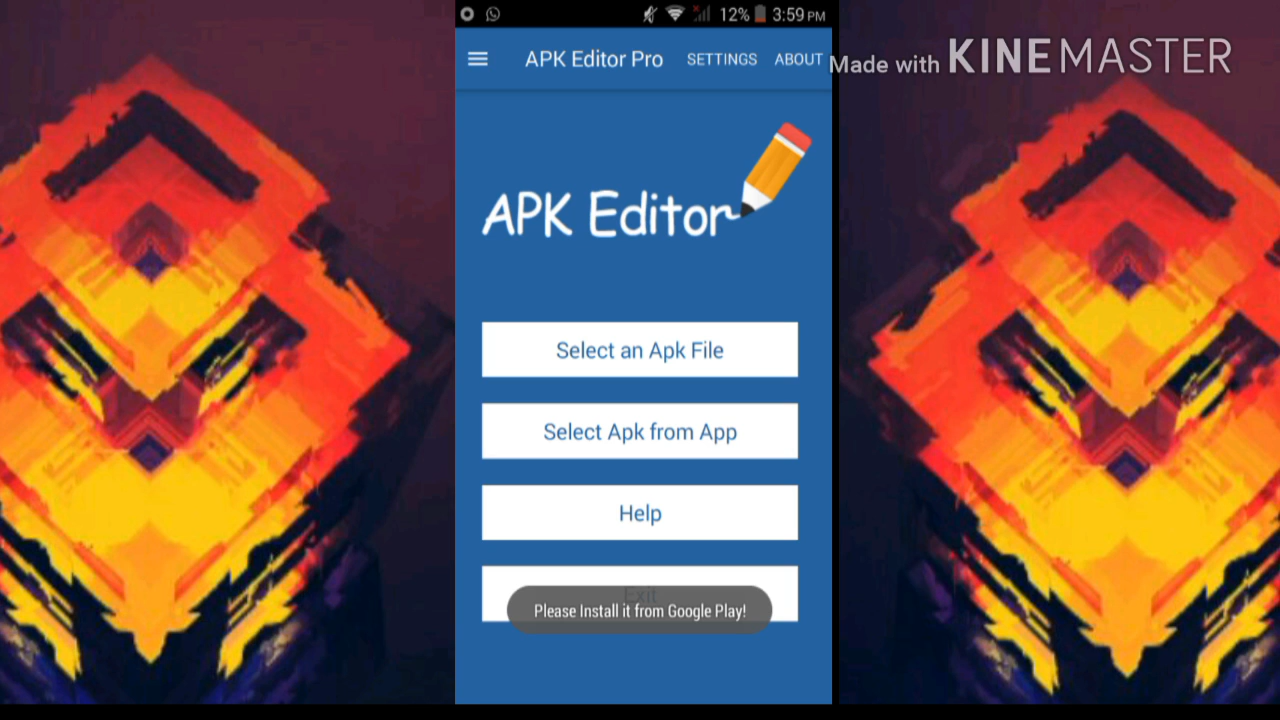 12% 3:59 PM
APK Editor Pro SETTINGS ABOUT
Made with KINEMASTER
APK Editor
Select an Apk File
Select Apk from App
Help
Exit
Please Install it from Google Play!